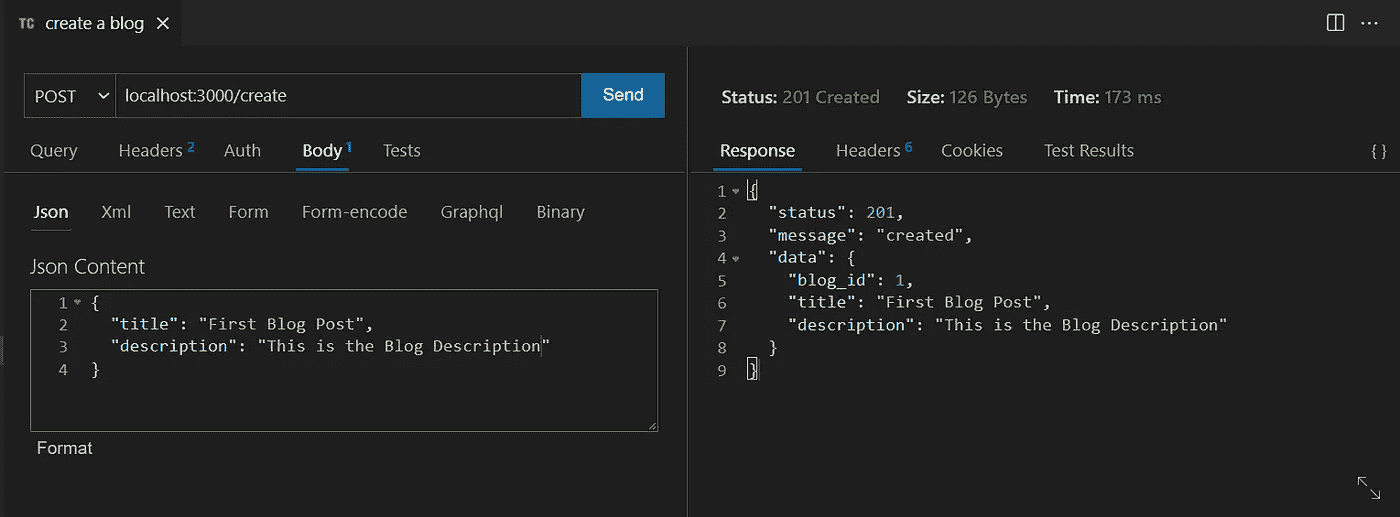 TC create a blog
POST localhost:3000/create Send
Query Headers 2 Auth Body 1 Tests
Json Xml Text Form Form-encode Graphql Binary
Json Content
1 {
2 "title": "First Blog Post",
3 "description": "This is the Blog Description"
4 }
Format
Status: 201 Created Size: 126 Bytes Time: 173 ms
Response Headers 6 Cookies Test Results { }
1 {
2 "status": 201,
3 "message": "created",
4 "data": {
5 "blog_id": 1,
6 "title": "First Blog Post",
7 "description": "This is the Blog Description"
8 }
9 }